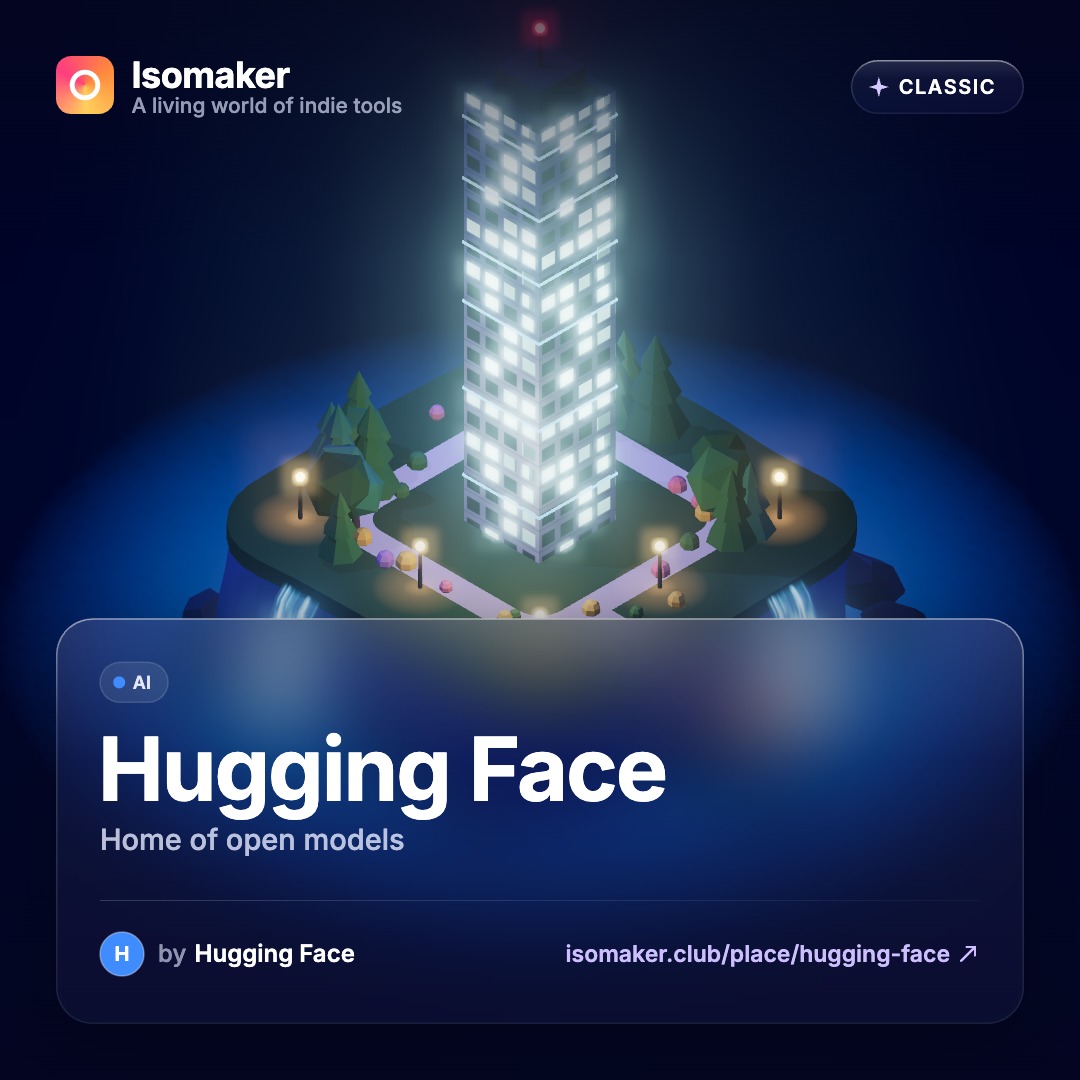 Isomaker
A living world of indie tools
CLASSIC
AI
Hugging Face
Home of open models
H
by Hugging Face
isomaker.club/place/hugging-face ↗